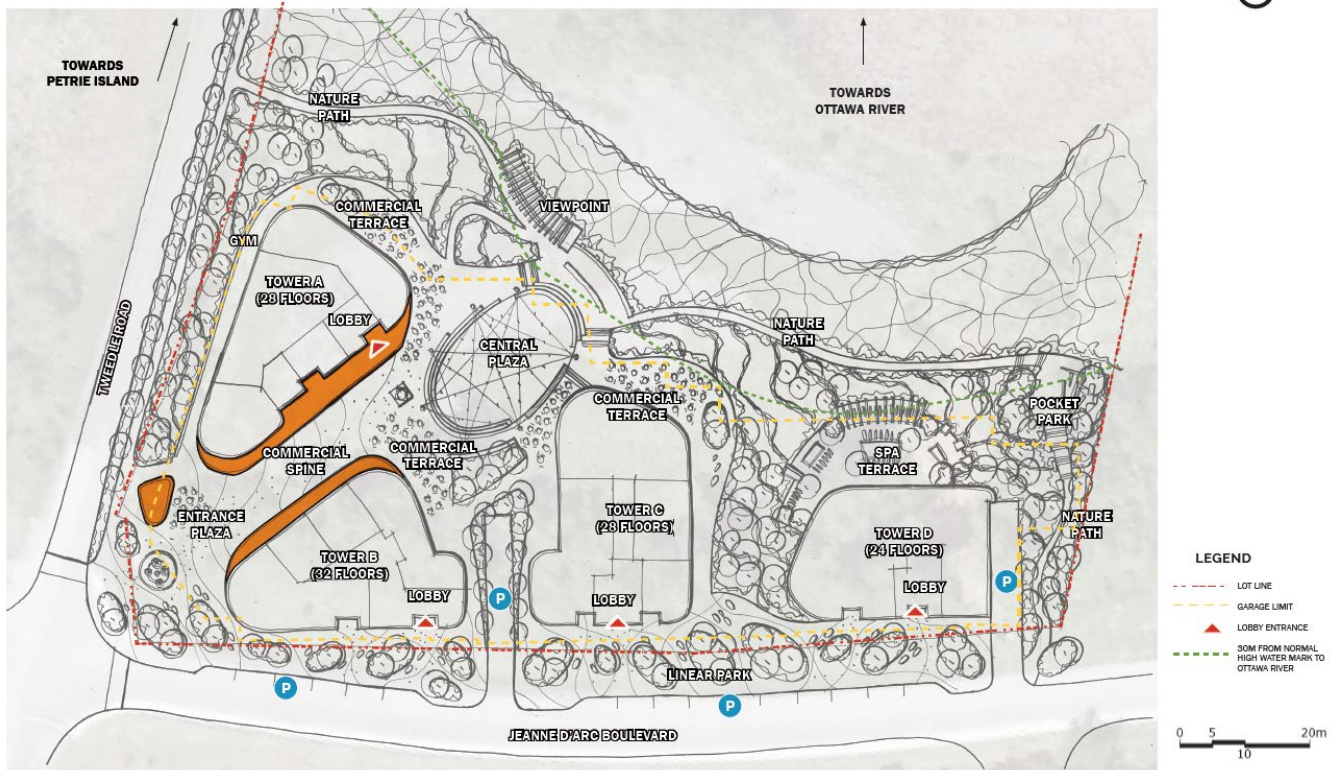 TOWARDS
PETRIE ISLAND
TOWARDS
OTTAWA RIVER
NATURE
PATH
VIEWPOINT
COMMERCIAL
TERRACE
GYM
TOWER A
(28 FLOORS)
LOBBY
TWEDDLE ROAD
CENTRAL
PLAZA
NATURE
PATH
COMMERCIAL
TERRACE
POCKET
PARK
COMMERCIAL
SPINE
COMMERCIAL
TERRACE
SPA
TERRACE
ENTRANCE
PLAZA
TOWER C
(28 FLOORS)
NATURE
PATH
TOWER B
(32 FLOORS)
TOWER D
(24 FLOORS)
LOBBY
LOBBY
LOBBY
P
P
LINEAR PARK
P
P
JEANNE D'ARC BOULEVARD
LEGEND
LOT LINE
GARAGE LIMIT
LOBBY ENTRANCE
30M FROM NORMAL
HIGH WATER MARK TO
OTTAWA RIVER
0 5 20m
10